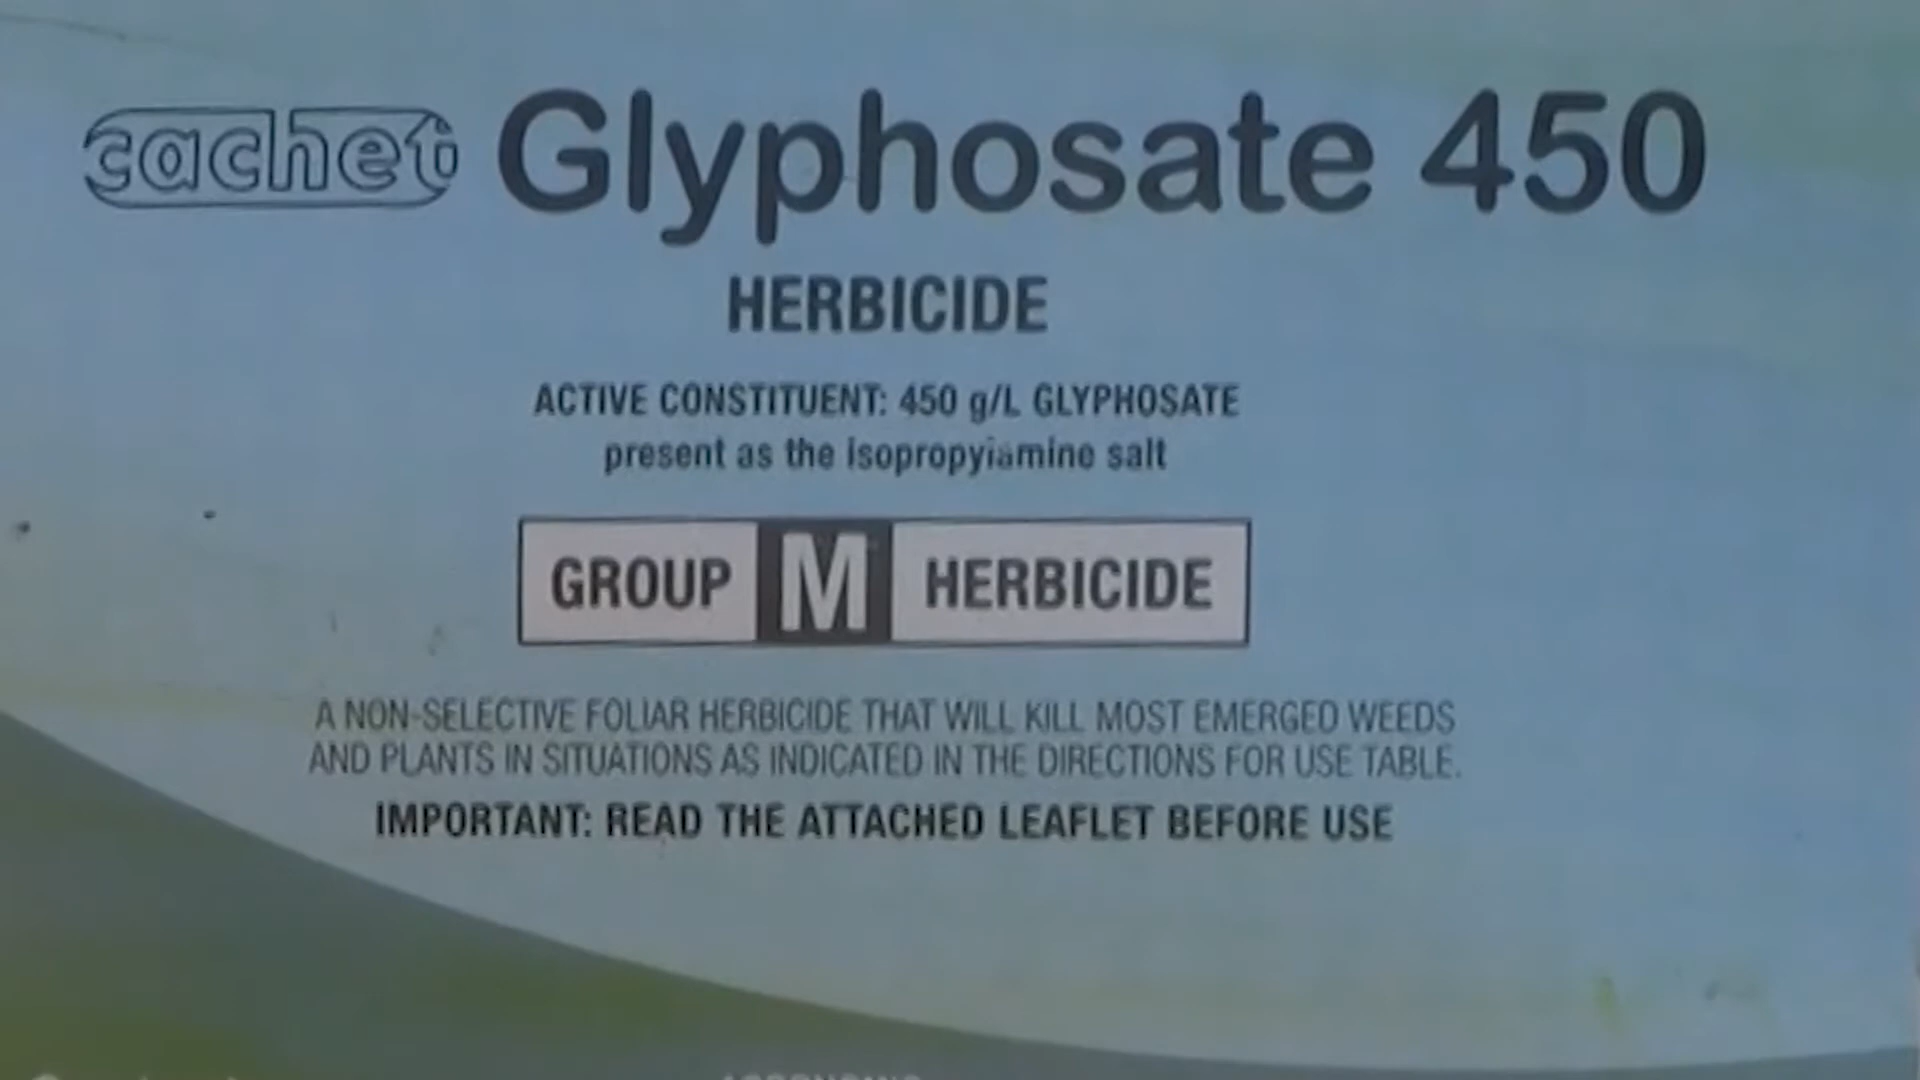 cachet Glyphosate 450
HERBICIDE
ACTIVE CONSTITUENT: 450 g/L GLYPHOSATE
present as the isopropylamine salt
GROUP M HERBICIDE
A NON-SELECTIVE FOLIAR HERBICIDE THAT WILL KILL MOST EMERGED WEEDS
AND PLANTS IN SITUATIONS AS INDICATED IN THE DIRECTIONS FOR USE TABLE.
IMPORTANT: READ THE ATTACHED LEAFLET BEFORE USE